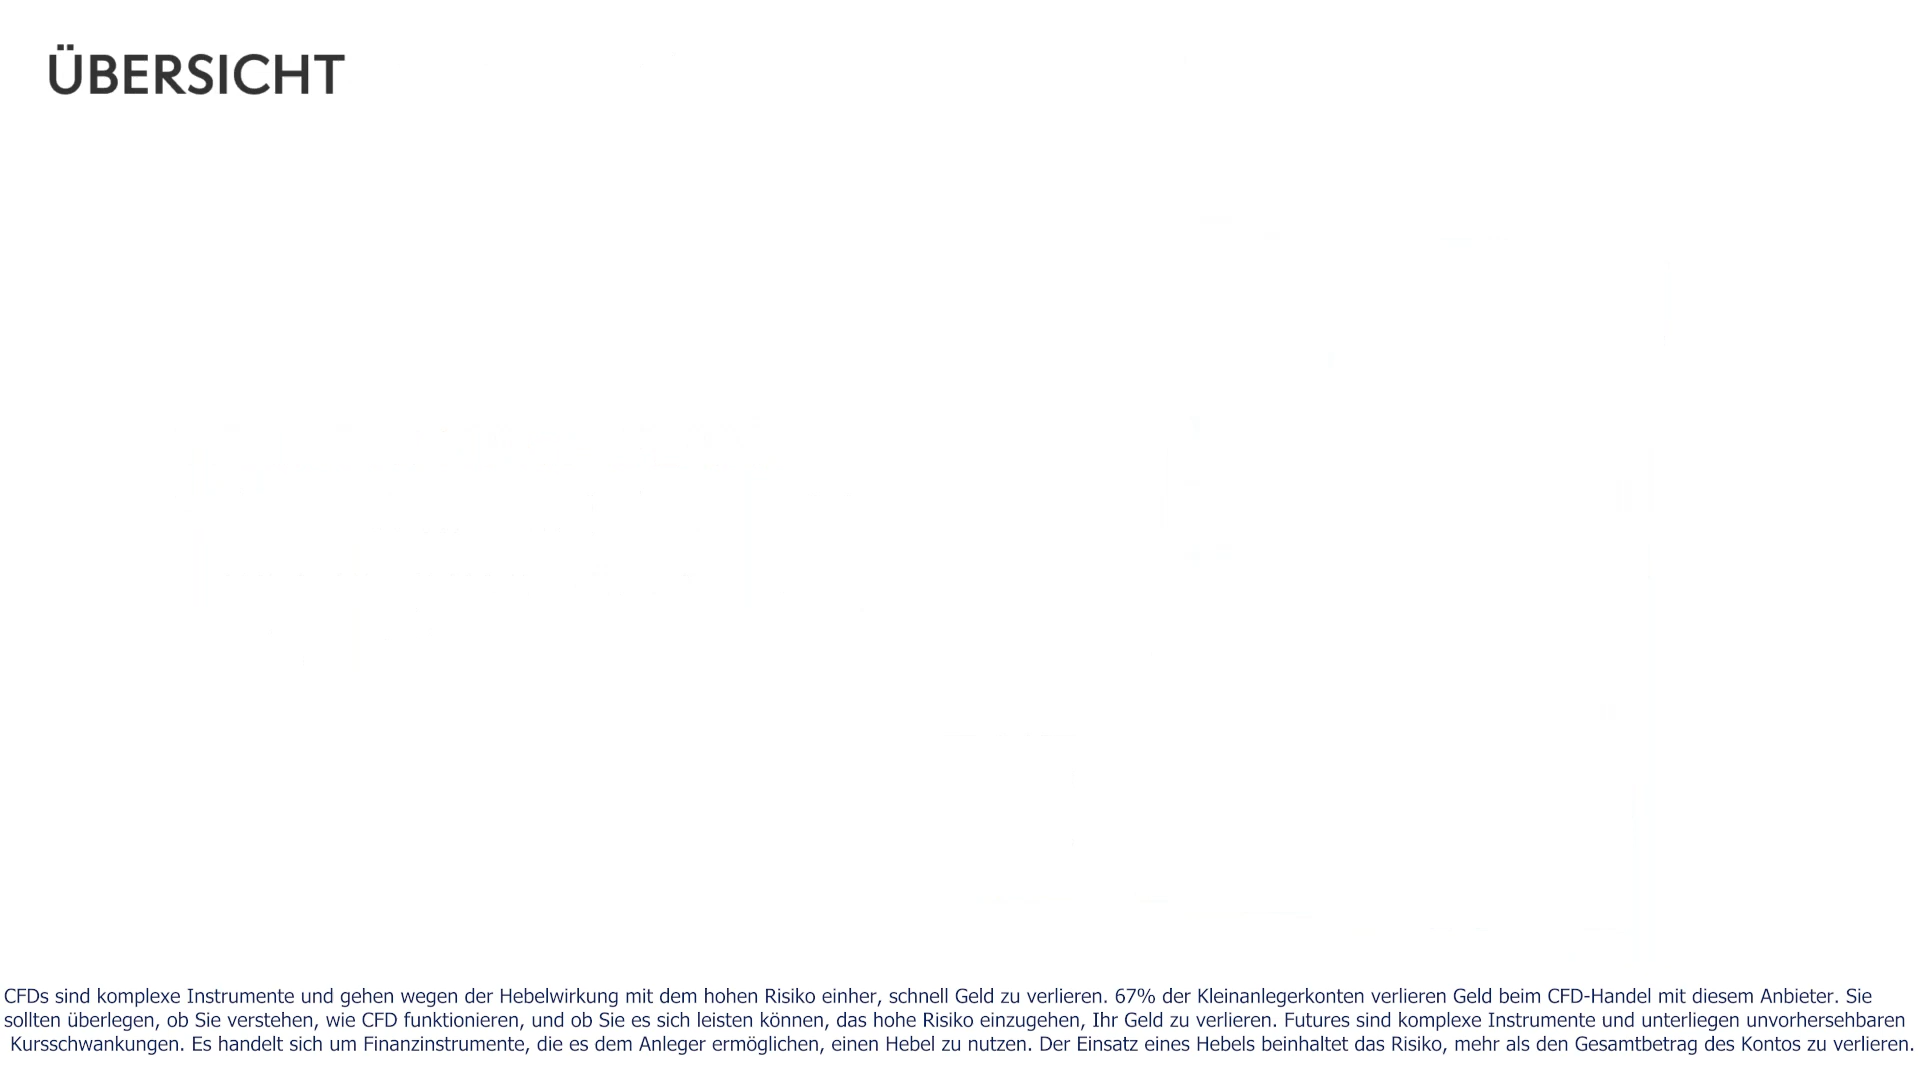 ÜBERSICHT
CFDs sind komplexe Instrumente und gehen wegen der Hebelwirkung mit dem hohen Risiko einher, schnell Geld zu verlieren. 67% der Kleinanlegerkonten verlieren Geld beim CFD-Handel mit diesem Anbieter. Sie
sollten überlegen, ob Sie verstehen, wie CFD funktionieren, und ob Sie es sich leisten können, das hohe Risiko einzugehen, Ihr Geld zu verlieren. Futures sind komplexe Instrumente und unterliegen unvorhersehbaren
Kursschwankungen. Es handelt sich um Finanzinstrumente, die es dem Anleger ermöglichen, einen Hebel zu nutzen. Der Einsatz eines Hebels beinhaltet das Risiko, mehr als den Gesamtbetrag des Kontos zu verlieren.